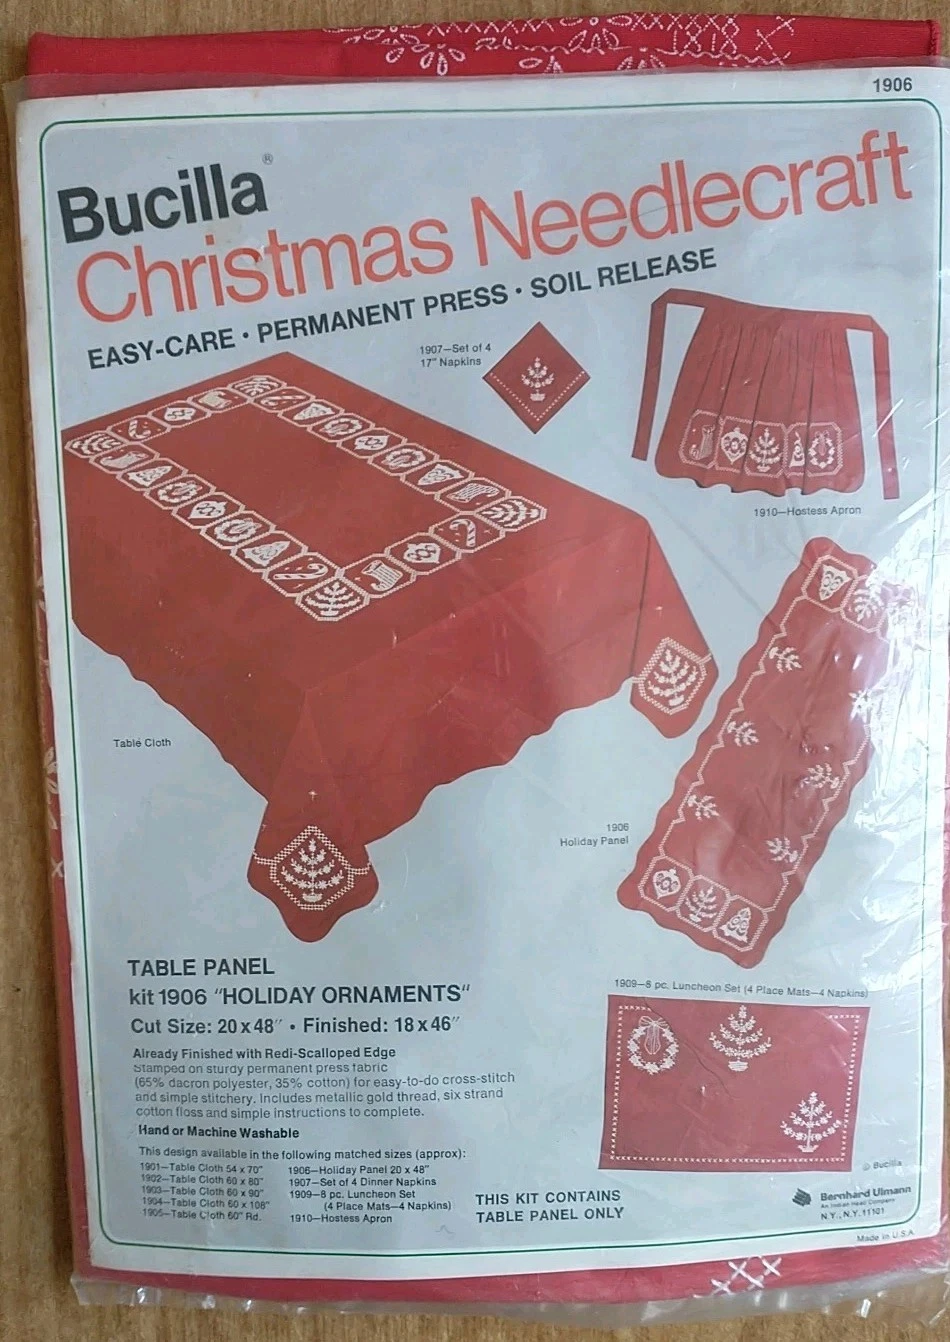 1906
Bucilla®
Christmas Needlecraft
EASY-CARE • PERMANENT PRESS • SOIL RELEASE
1907—Set of 4
17" Napkins
1910—Hostess Apron
Table Cloth
1906
Holiday Panel
TABLE PANEL
kit 1906 "HOLIDAY ORNAMENTS"
Cut Size: 20 x 48" • Finished: 18 x 46"
1909—8 pc. Luncheon Set (4 Place Mats—4 Napkins)
Already Finished with Redi-Scalloped Edge
Stamped on sturdy permanent press fabric
(65% dacron polyester, 35% cotton) for easy-to-do cross-stitch
and simple stitchery. Includes metallic gold thread, six strand
cotton floss and simple instructions to complete.
Hand or Machine Washable
This design available in the following matched sizes (approx):
1901—Table Cloth 54 x 70"
1902—Table Cloth 60 x 80"
1903—Table Cloth 60 x 90"
1904—Table Cloth 60 x 108"
1905—Table Cloth 60" Rd.
1906—Holiday Panel 20 x 48"
1907—Set of 4 Dinner Napkins
1909—8 pc. Luncheon Set
(4 Place Mats—4 Napkins)
1910—Hostess Apron
THIS KIT CONTAINS
TABLE PANEL ONLY
© Bucilla
Bernhard Ulmann
An Indian Head Company
N.Y., N.Y. 11101
Made in U.S.A.